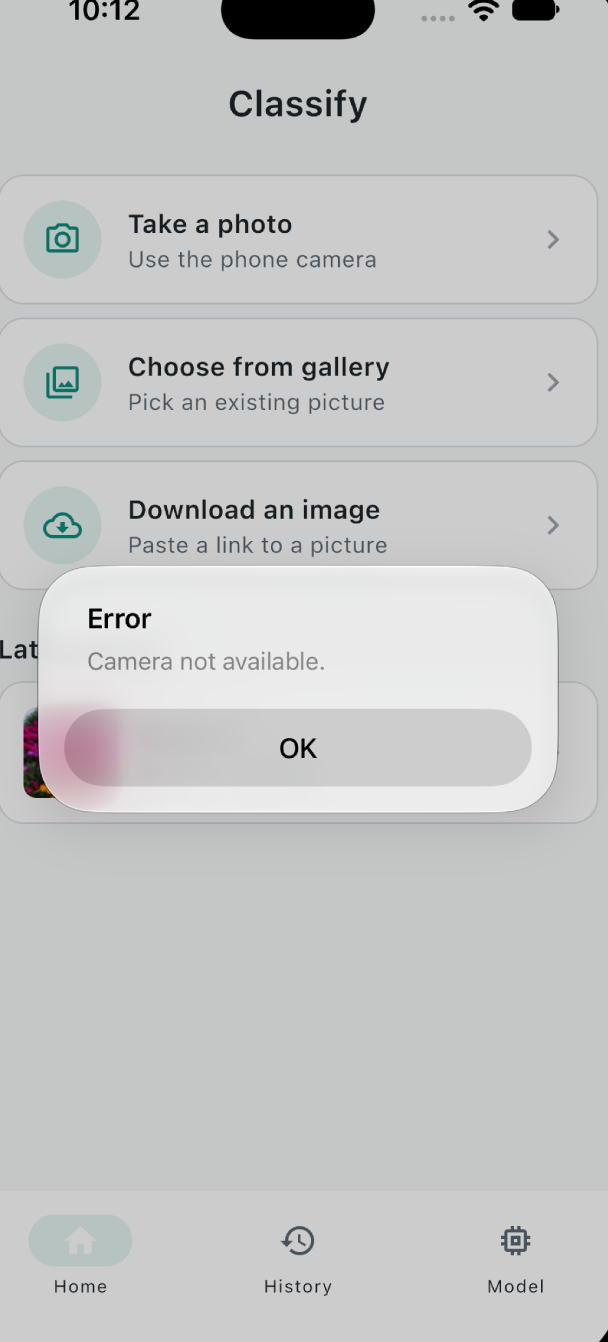 10:12
Classify
Take a photo
Use the phone camera
Choose from gallery
Pick an existing picture
Download an image
Paste a link to a picture
Error
Lat
Camera not available.
OK
Home
History
Model